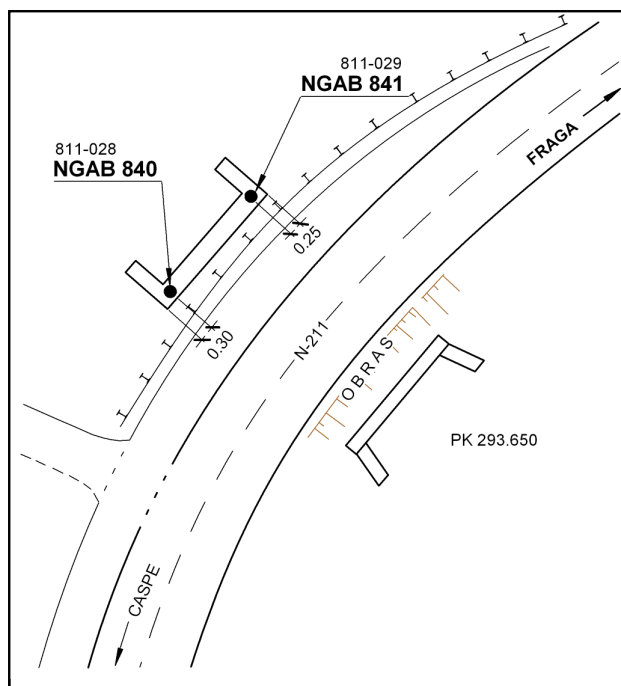 811-029
NGAB 841
811-028
NGAB 840
FRAGA
0.25
0.30
N-211
OBRAS
PK 293.650
CASPE